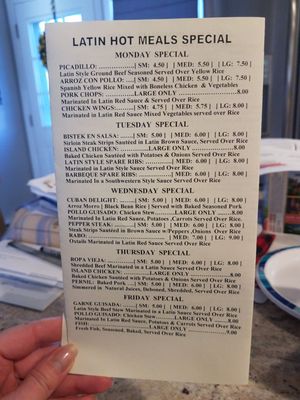 LATIN HOT MEALS SPECIAL
MONDAY SPECIAL
PICADILLO:..........| SM: 4.50 | | MED: 5.50 | | LG: 7.50 |
Latin Style Ground Beef Seasoned Served Over Yellow Rice
ARROZ CON POLLO:....| SM: 4.50 | | MED: 5.50 | | LG: 7.50 |
Spanish Yellow Rice Mixed with Boneless Chicken & Vegetables
PORK CHOPS:..........LARGE ONLY..........8.00
Marinated In Latin Red Sauce & Served Over Rice
CHICKEN WINGS:......| SM: 4.75 | | MED: 5.75 | | LG: 8.00 |
Marinated in Latin Red Sauce Mixed Vegetables served over Rice
TUESDAY SPECIAL
BISTEK EN SALSA:....| SM: 5.00 | | MED: 6.00 | | LG: 8.00 |
Sirloin Steak Strips Sautéed in Latin Brown Sauce, Served Over Rice
ISLAND CHICKEN:..........LARGE ONLY..........8.00
Baked Chicken Sautéed with Potatoes & Onions Served Over Rice
LATIN STYLE SPARE RIBS:...| SM: 5.00 | | MED: 6.00 | | LG: 8.00 |
Marinated in Latin Style Sauce Served Over Rice
BARBEQUE SPARE RIBS:....| SM: 5.00 | | MED: 6.00 | | LG: 8.00 |
Marinated In a Southwestern Style Sauce Served Over Rice
WEDNESDAY SPECIAL
CUBAN DELIGHT:......| SM: 5.00 | | MED: 6.00 | | LG: 8.00 |
Arroz Morro | Black Bean Rice | Served with Baked Seasoned Pork
POLLO GUISADO: Chicken Stew..........LARGE ONLY..........8.00
Marinated In Latin Red Sauce, Potatoes & Carrots Served Over Rice.
PEPPER STEAK:.......| SM: 5.00 | | MED: 6.00 | | LG: 8.00 |
Steak Strips Sautéed in Brown Sauce w/Peppers & Onions Over Rice
RABO:..........| MED: 7.00 | | LG: 9.00 |
Oxtails Marinated in Latin Red Sauce Served Over Rice
THURSDAY SPECIAL
ROPA VIEJA:.........| SM: 5.00 | | MED: 6.00 | | LG: 8.00 |
Shredded Beef Marinated in a Latin Sauce Served Over Rice
ISLAND CHICKEN:..........LARGE ONLY..........8.00
Baked Chicken Sautéed with Potatoes & Onions Served Over Rice
PERNIL: Baked Pork..| SM: 5.00 | | MED: 6.00 | | LG: 8.00 |
Simmered in Natural Juices, Deboned, Shredded, Served Over Rice
FRIDAY SPECIAL
CARNE GUISADA:......| SM: 5.00 | | MED: 6.00 | | LG: 8.00 |
Latin Style Beef Stew Marinated in a Latin Sauce Served Over Rice
POLLO GUISADO: Chicken Stew..........LARGE ONLY..........8.00
Marinated In Latin Red Sauce, Potatoes & Carrots Served Over Rice
FISH:..........LARGE ONLY..........9.00
Fresh Fish, Seasoned, Baked, Served Over Rice